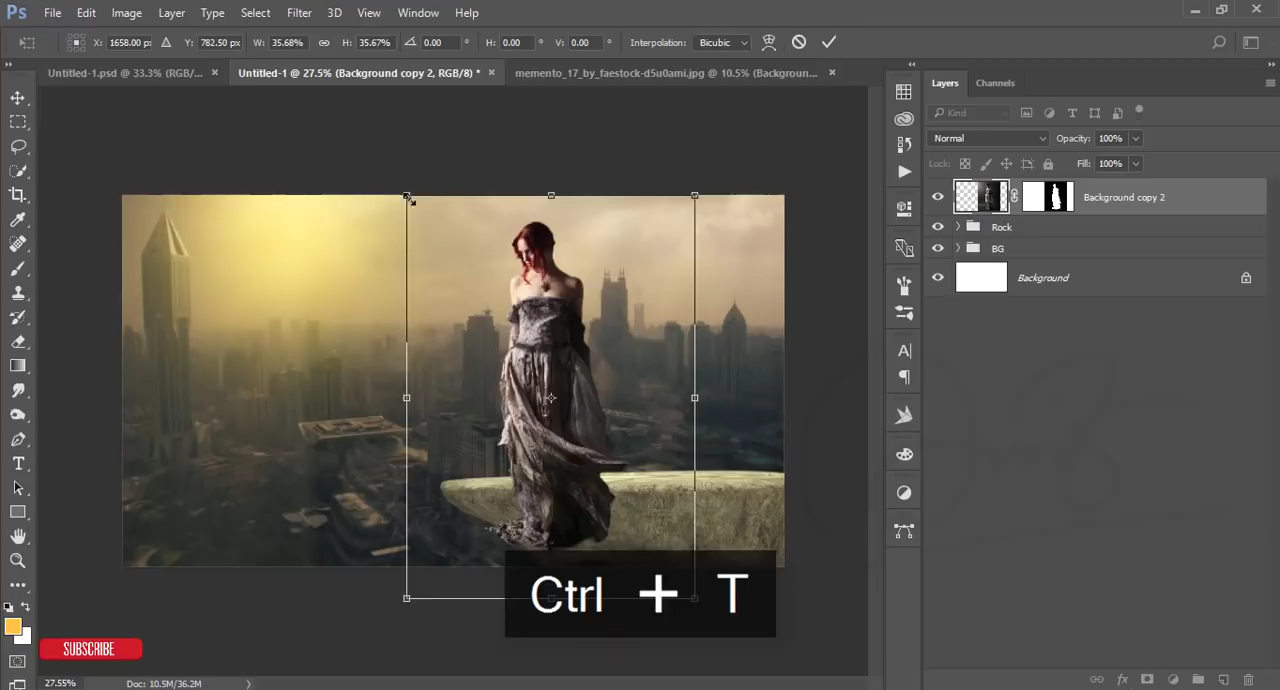 Ps File Edit Image Layer Type Select Filter 3D View Window Help
X: 1658.00 px Y: 782.50 px W: 35.68% H: 35.67% 0.00 ° H: 0.00 ° V: 0.00 ° Interpolation: Bicubic
Untitled-1.psd @ 33.3% (RGB/... × Untitled-1 @ 27.5% (Background copy 2, RGB/8) * × memento_17_by_faestock-d5u0ami.jpg @ 10.5% (Backgroun... ×
Layers Channels
Kind
Normal Opacity: 100%
Lock: Fill: 100%
Background copy 2
Rock
BG
Background
Ctrl + T
SUBSCRIBE
27.55% Doc: 10.5M/36.2M